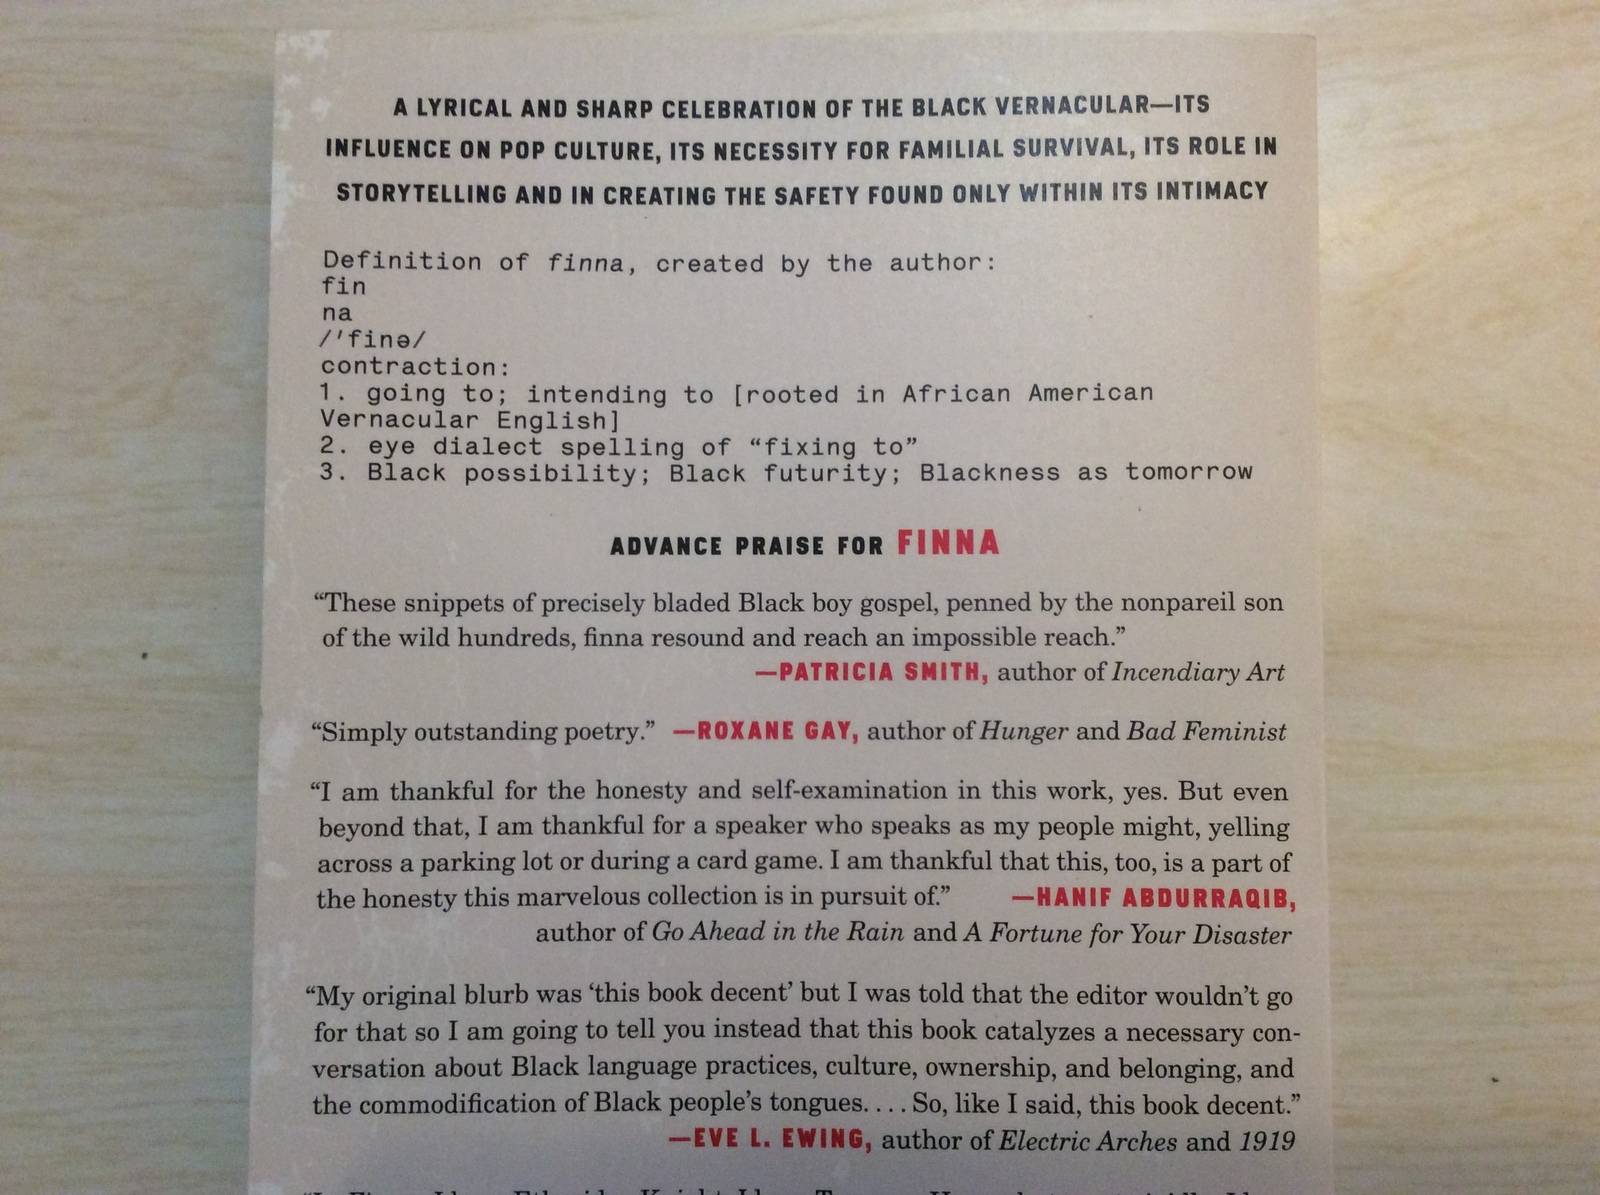 A LYRICAL AND SHARP CELEBRATION OF THE BLACK VERNACULAR—ITS
INFLUENCE ON POP CULTURE, ITS NECESSITY FOR FAMILIAL SURVIVAL, ITS ROLE IN
STORYTELLING AND IN CREATING THE SAFETY FOUND ONLY WITHIN ITS INTIMACY
Definition of finna, created by the author:
fin
na
/ˈfinə/
contraction:
1. going to; intending to [rooted in African American
Vernacular English]
2. eye dialect spelling of “fixing to”
3. Black possibility; Black futurity; Blackness as tomorrow
ADVANCE PRAISE FOR FINNA
“These snippets of precisely bladed Black boy gospel, penned by the nonpareil son
of the wild hundreds, finna resound and reach an impossible reach.”
—PATRICIA SMITH, author of Incendiary Art
“Simply outstanding poetry.” —ROXANE GAY, author of Hunger and Bad Feminist
“I am thankful for the honesty and self-examination in this work, yes. But even
beyond that, I am thankful for a speaker who speaks as my people might, yelling
across a parking lot or during a card game. I am thankful that this, too, is a part of
the honesty this marvelous collection is in pursuit of.” —HANIF ABDURRAQIB,
author of Go Ahead in the Rain and A Fortune for Your Disaster
“My original blurb was ‘this book decent’ but I was told that the editor wouldn’t go
for that so I am going to tell you instead that this book catalyzes a necessary con-
versation about Black language practices, culture, ownership, and belonging, and
the commodification of Black people’s tongues. . . . So, like I said, this book decent.”
—EVE L. EWING, author of Electric Arches and 1919